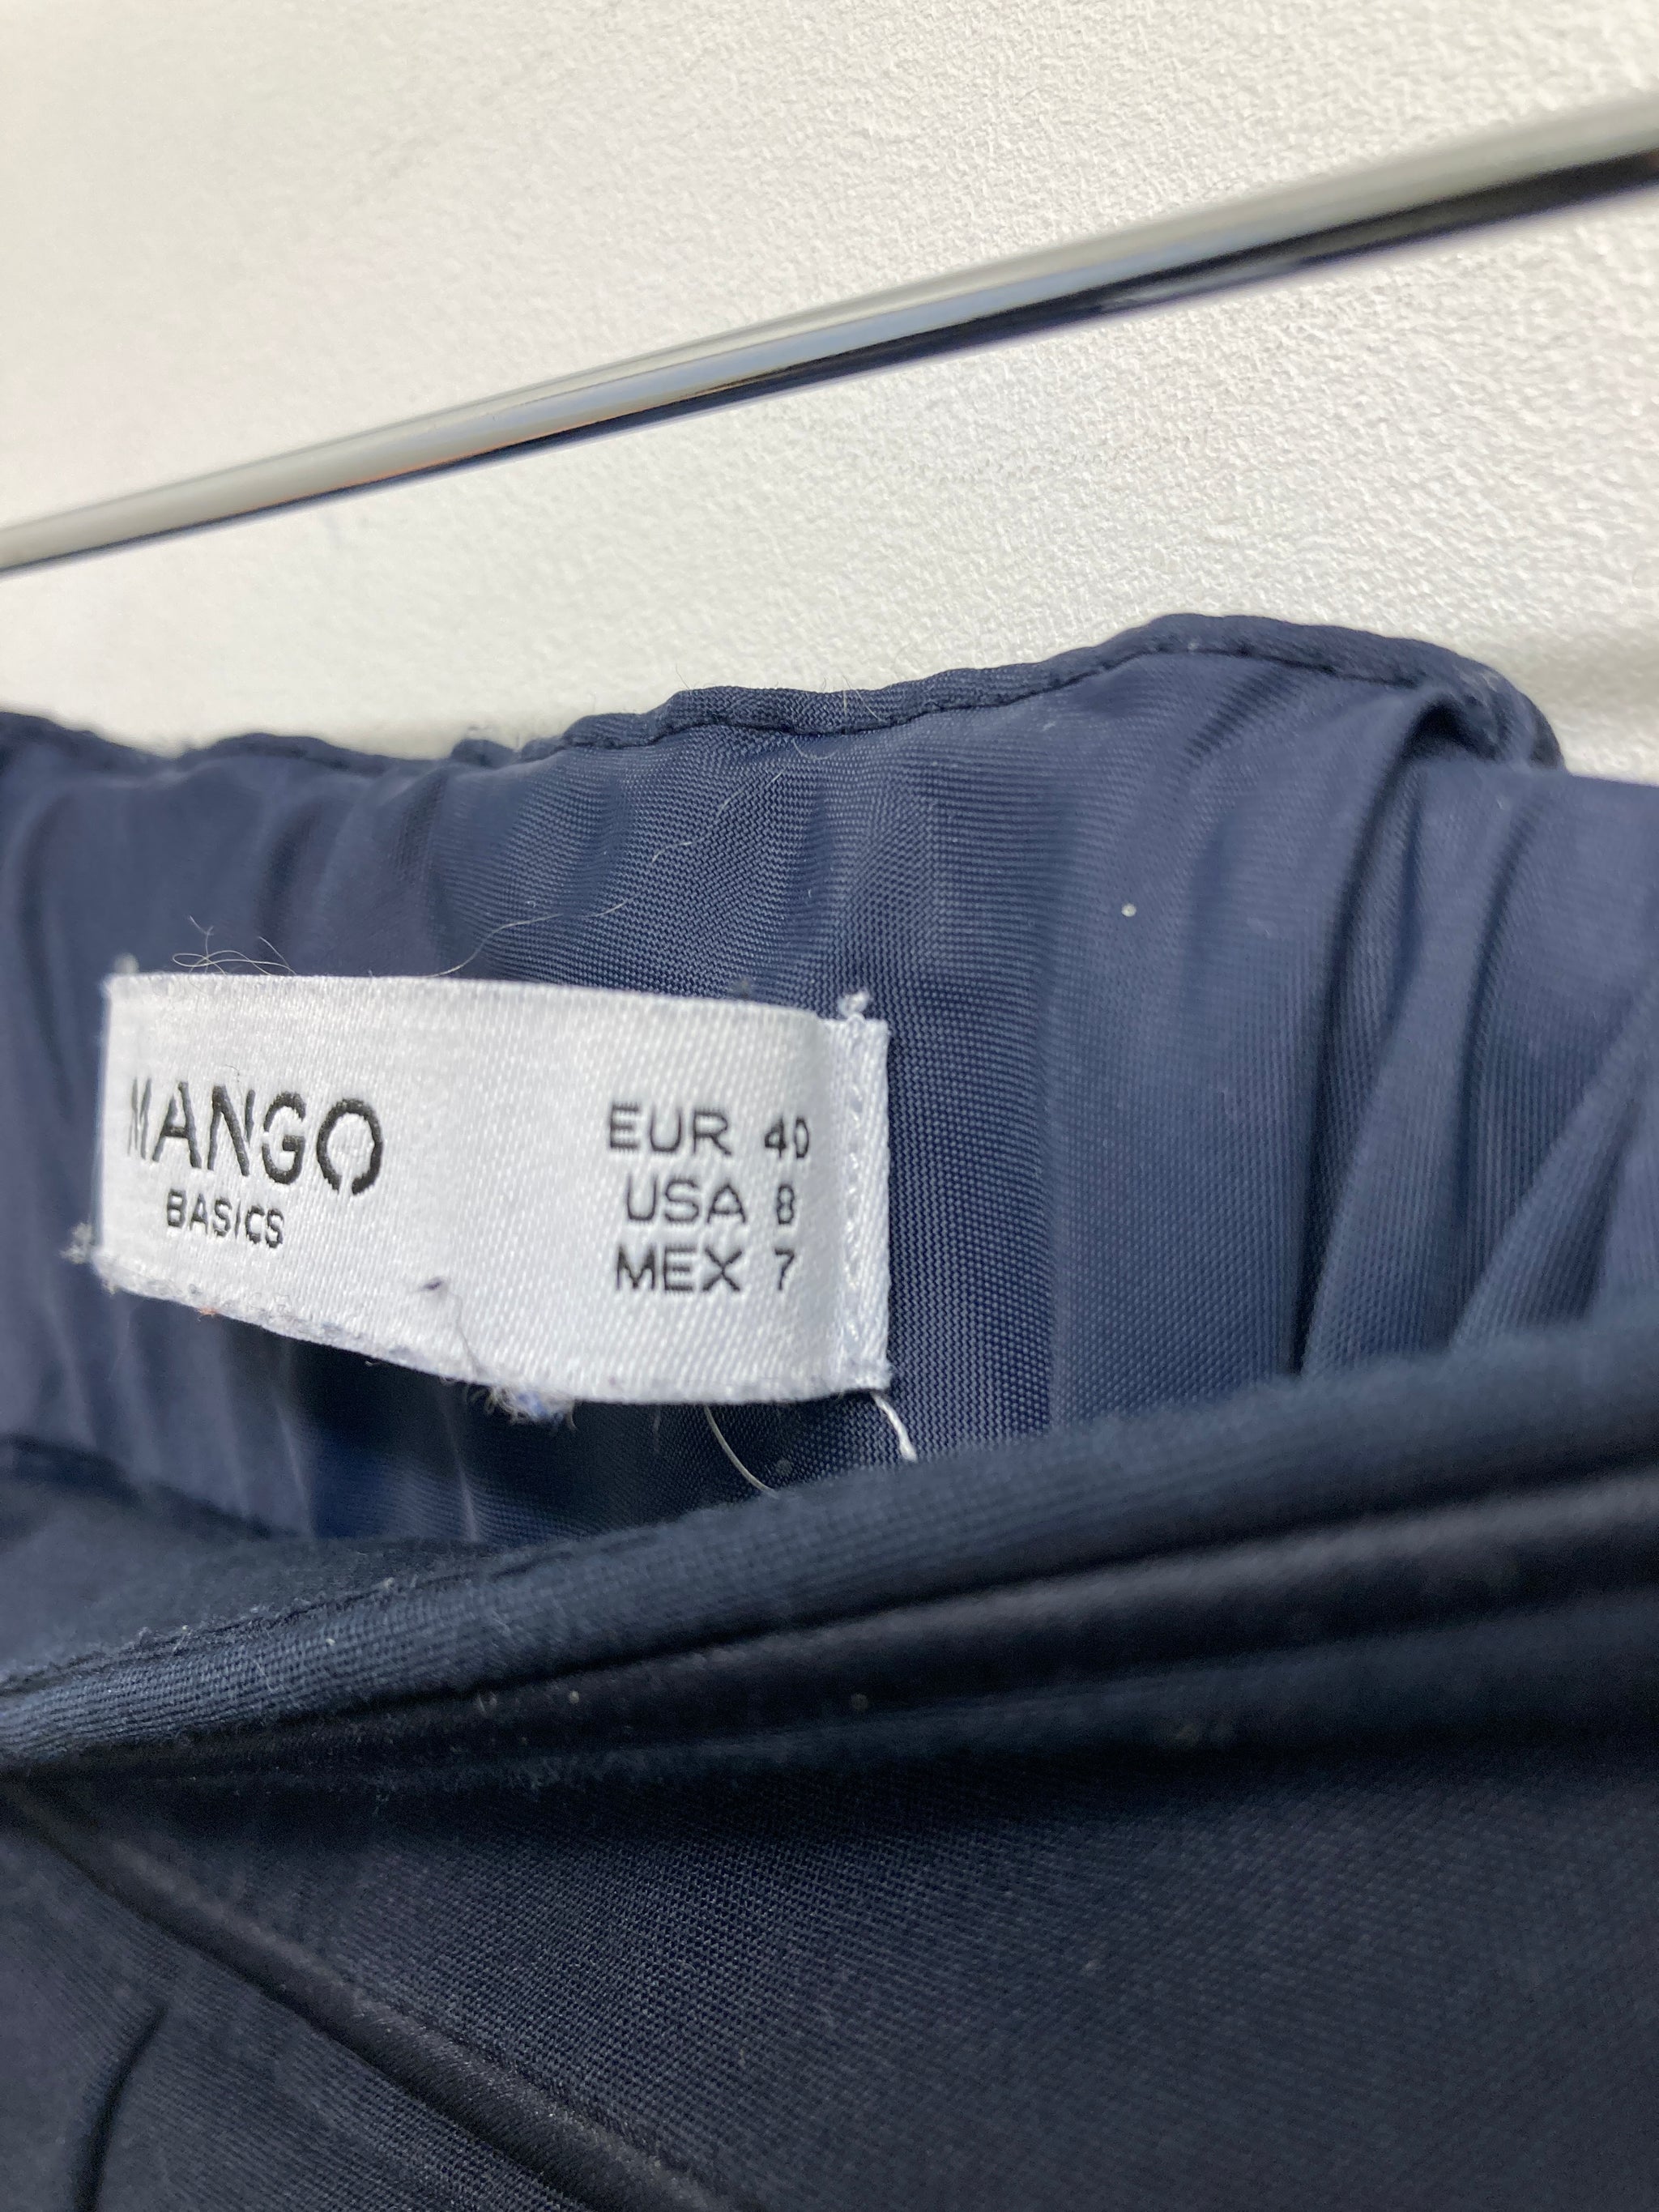 MANGO
BASICS
EUR 40
USA 8
MEX 7